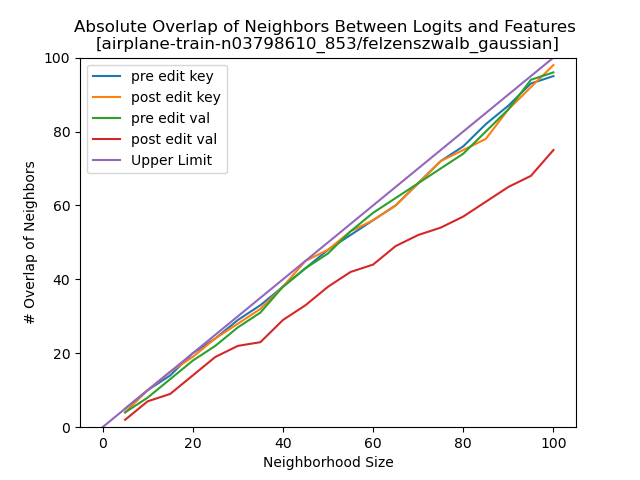 Absolute Overlap of Neighbors Between Logits and Features
[airplane-train-n03798610_853/felzenszwalb_gaussian]
pre edit key
post edit key
pre edit val
post edit val
Upper Limit
# Overlap of Neighbors
100
80
60
40
20
0
0 20 40 60 80 100
Neighborhood Size